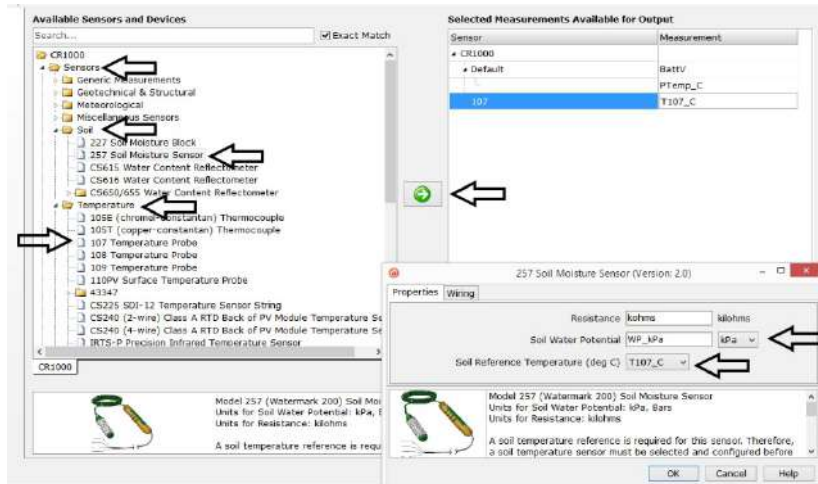 Available Sensors and Devices
Search...
Exact Match
CR1000
Sensors
Generic Measurements
Geotechnical & Structural
Meteorological
Miscellaneous Sensors
Soil
227 Soil Moisture Block
257 Soil Moisture Sensor
CS615 Water Content Reflectometer
CS616 Water Content Reflectometer
CS650/655 Water Content Reflectometer
Temperature
105E (chromel-constantan) Thermocouple
105T (copper-constantan) Thermocouple
107 Temperature Probe
108 Temperature Probe
109 Temperature Probe
110PV Surface Temperature Probe
43347
CS225 SDI-12 Temperature Sensor String
CS240 (2-wire) Class A RTD Back of PV Module Temperature Se
CS240 (4-wire) Class A RTD Back of PV Module Temperature Se
IRTS-P Precision Infrared Temperature Sensor
CR1000
Model 257 (Watermark 200) Soil Moi
Units for Soil Water Potential: kPa, B
Units for Resistance: kilohms
A soil temperature reference is requ
Selected Measurements Available for Output
Sensor Measurement
CR1000
Default BattV
PTemp_C
107 T107_C
257 Soil Moisture Sensor (Version: 2.0)
Properties Wiring
Resistance kohms kilohms
Soil Water Potential WP_kPa kPa
Soil Reference Temperature (deg C) T107_C
Model 257 (Watermark 200) Soil Moisture Sensor
Units for Soil Water Potential: kPa, Bars
Units for Resistance: kilohms
A soil temperature reference is required for this sensor. Therefore,
a soil temperature sensor must be selected and configured before
OK Cancel Help